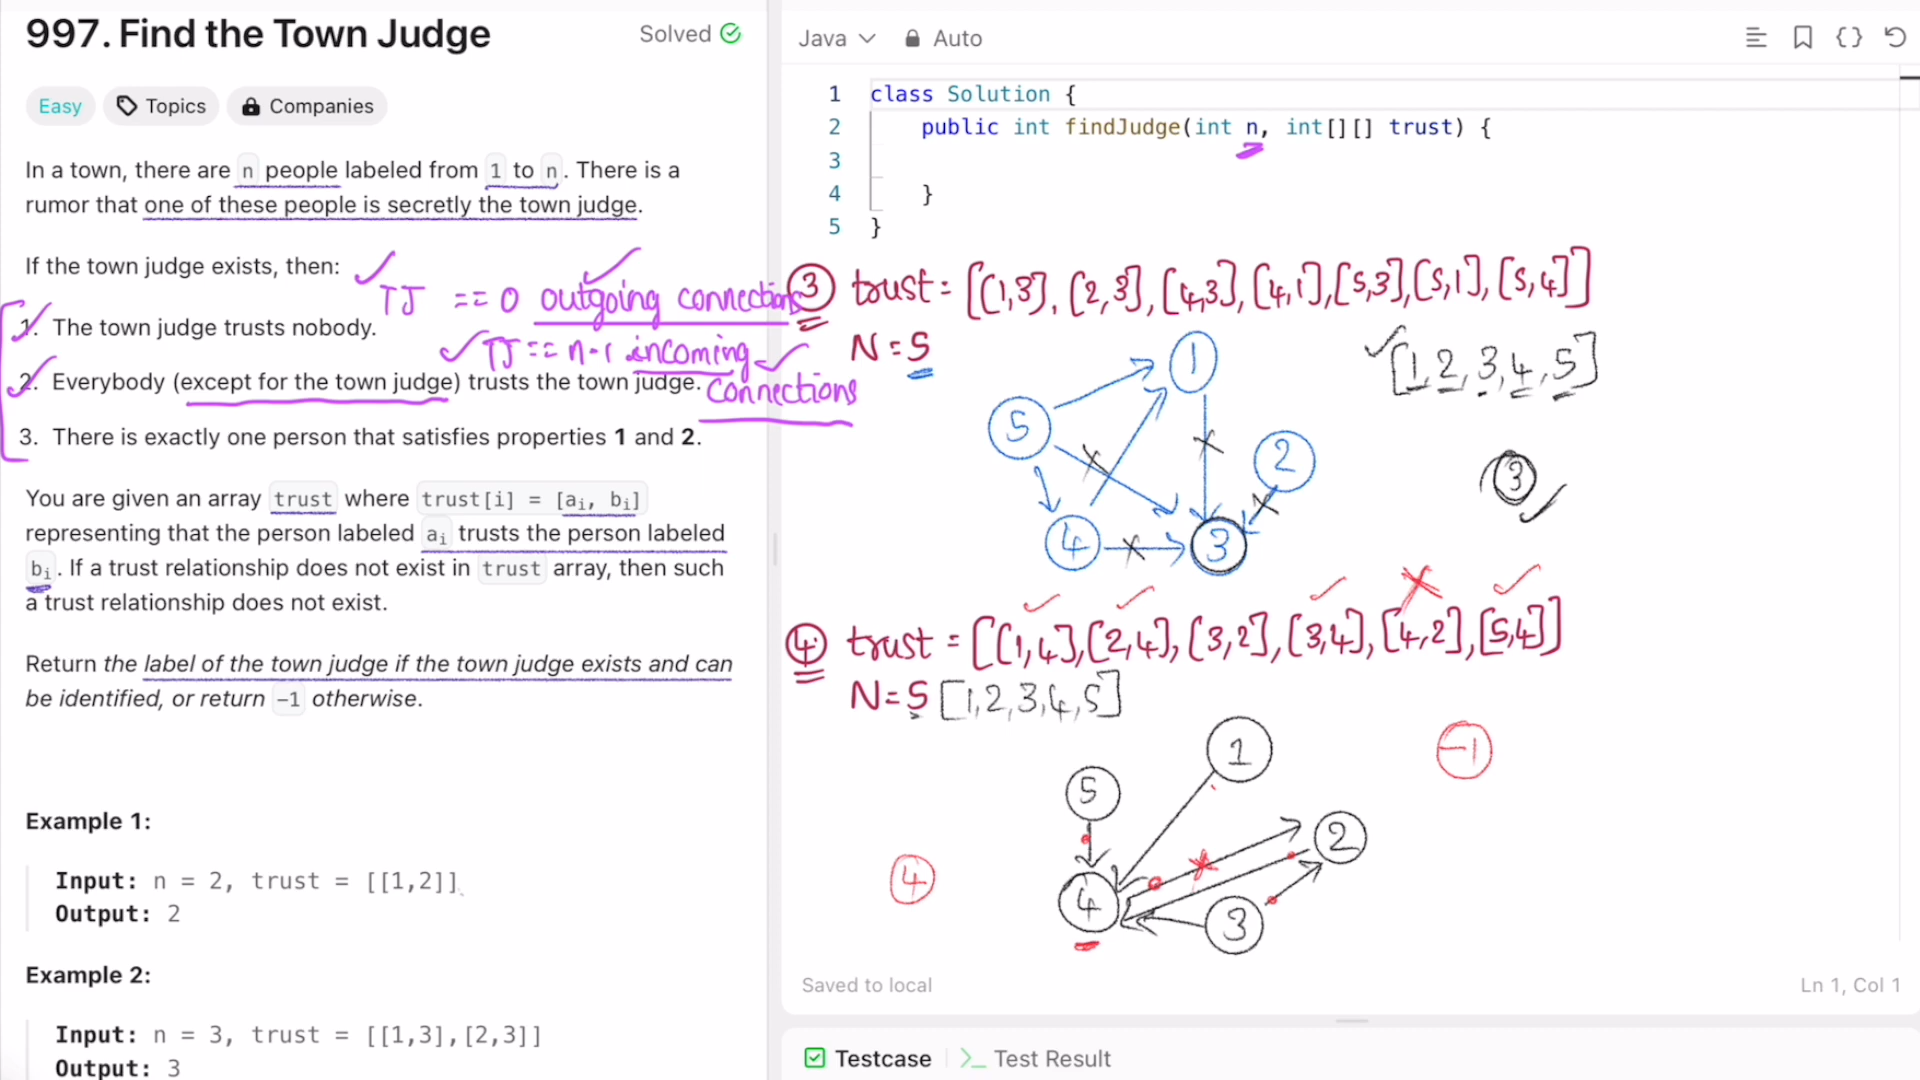 997. Find the Town Judge
Solved
Easy
Topics
Companies
In a town, there are n people labeled from 1 to n. There is a
rumor that one of these people is secretly the town judge.
If the town judge exists, then:
TJ == 0 outgoing connections
1. The town judge trusts nobody.
TJ == n-1 incoming
connections
2. Everybody (except for the town judge) trusts the town judge.
3. There is exactly one person that satisfies properties 1 and 2.
You are given an array trust where trust[i] = [ai, bi]
representing that the person labeled ai trusts the person labeled
bi. If a trust relationship does not exist in trust array, then such
a trust relationship does not exist.
Return the label of the town judge if the town judge exists and can
be identified, or return -1 otherwise.
Example 1:
Input: n = 2, trust = [[1,2]]
Output: 2
Example 2:
Input: n = 3, trust = [[1,3],[2,3]]
Output: 3
Java
Auto
1 class Solution {
2 public int findJudge(int n, int[][] trust) {
3
4 }
5 }
3 trust = [[1,3], [2,3], [4,3], [4,1], [5,3], [5,1], [5,4]]
N = 5
[1, 2, 3, 4, 5]
1
5
2
3
4
3
4 trust = [[1,4], [2,4], [3,2], [3,4], [4,2], [5,4]]
N = 5 [1,2,3,4,5]
1
-1
5
2
4
4
3
Saved to local
Ln 1, Col 1
Testcase
Test Result